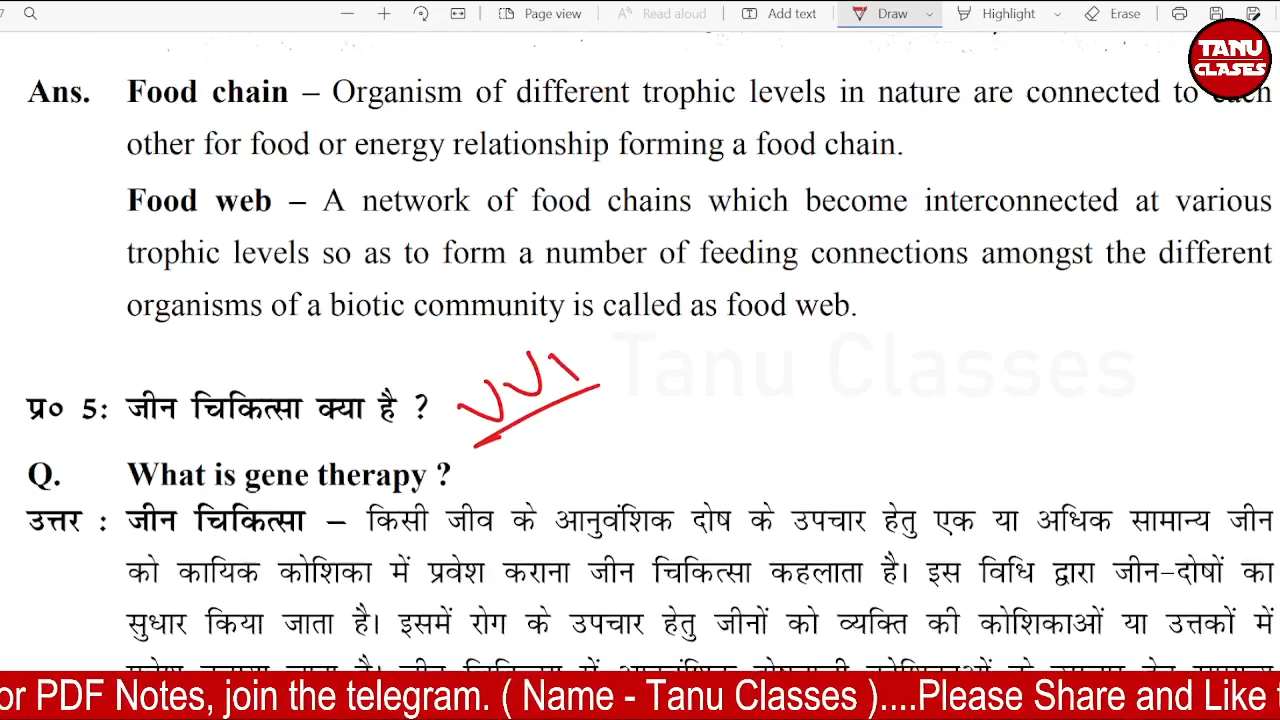 Page view
Read aloud
Add text
Draw
Highlight
Erase
TANU
CLASES
Ans. Food chain – Organism of different trophic levels in nature are connected to each
other for food or energy relationship forming a food chain.
Food web – A network of food chains which become interconnected at various
trophic levels so as to form a number of feeding connections amongst the different
organisms of a biotic community is called as food web.
Tanu Classes
VVI
प्र० 5: जीन चिकित्सा क्या है ?
Q. What is gene therapy ?
उत्तर : जीन चिकित्सा – किसी जीव के आनुवंशिक दोष के उपचार हेतु एक या अधिक सामान्य जीन
को कायिक कोशिका में प्रवेश कराना जीन चिकित्सा कहलाता है। इस विधि द्वारा जीन-दोषों का
सुधार किया जाता है। इसमें रोग के उपचार हेतु जीनों को व्यक्ति की कोशिकाओं या उत्तकों में
or PDF Notes, join the telegram. ( Name - Tanu Classes )....Please Share and Like